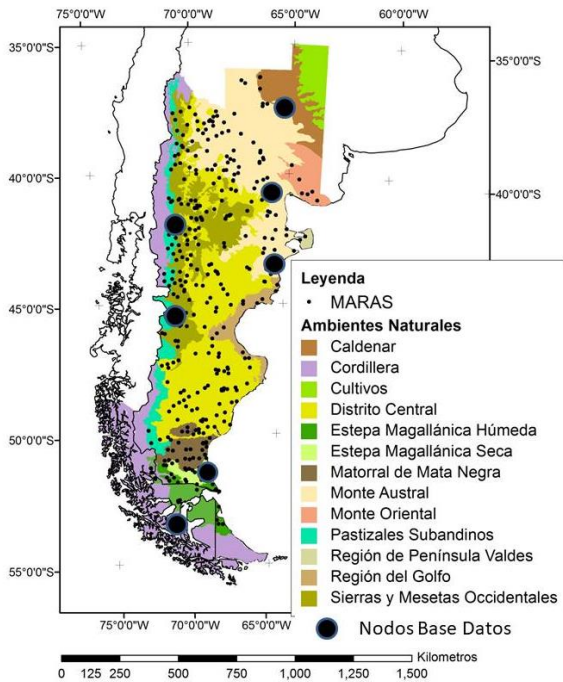 75°0'0"W 70°0'0"W 65°0'0"W 60°0'0"W
35°0'0"S 35°0'0"S
40°0'0"S 40°0'0"S
45°0'0"S
50°0'0"S
55°0'0"S
75°0'0"W 70°0'0"W 65°0'0"W
Leyenda
MARAS
Ambientes Naturales
Caldenar
Cordillera
Cultivos
Distrito Central
Estepa Magallánica Húmeda
Estepa Magallánica Seca
Matorral de Mata Negra
Monte Austral
Monte Oriental
Pastizales Subandinos
Región de Península Valdes
Región del Golfo
Sierras y Mesetas Occidentales
Nodos Base Datos
Kilometros
0 125 250 500 750 1,000 1,250 1,500